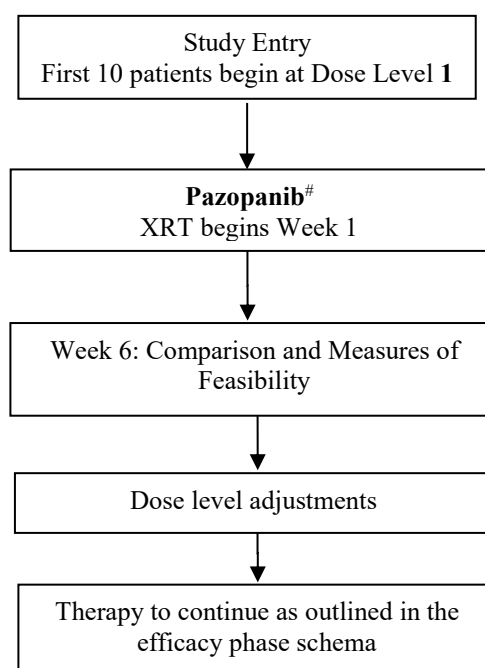 Study Entry
First 10 patients begin at Dose Level 1
Pazopanib#
XRT begins Week 1
Week 6: Comparison and Measures of
Feasibility
Dose level adjustments
Therapy to continue as outlined in the
efficacy phase schema